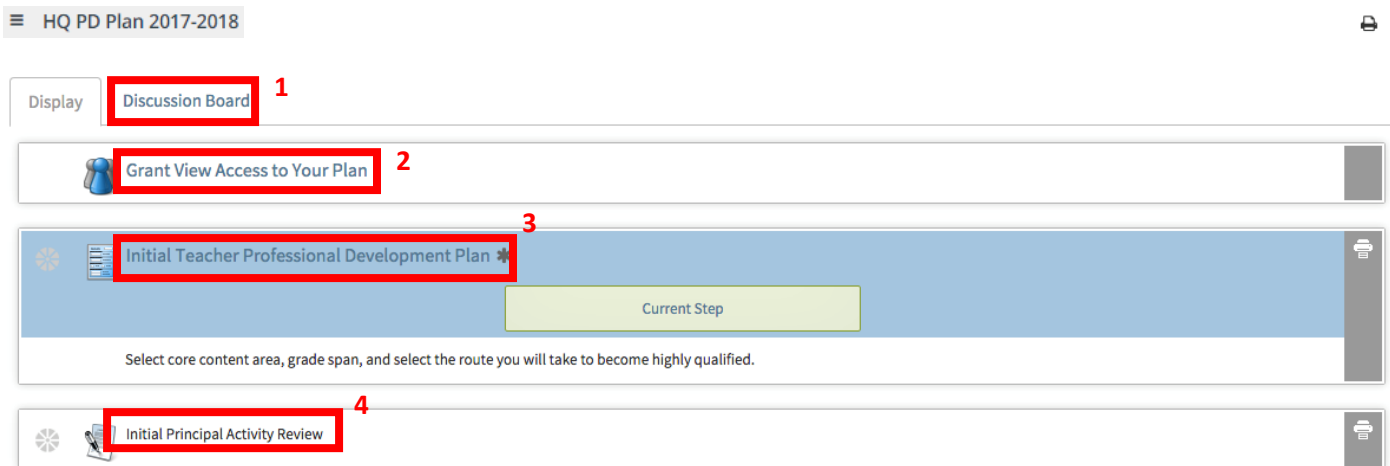 ≡ HQ PD Plan 2017-2018
Display Discussion Board 1
Grant View Access to Your Plan 2
3
Initial Teacher Professional Development Plan ✱
Current Step
Select core content area, grade span, and select the route you will take to become highly qualified.
4
Initial Principal Activity Review